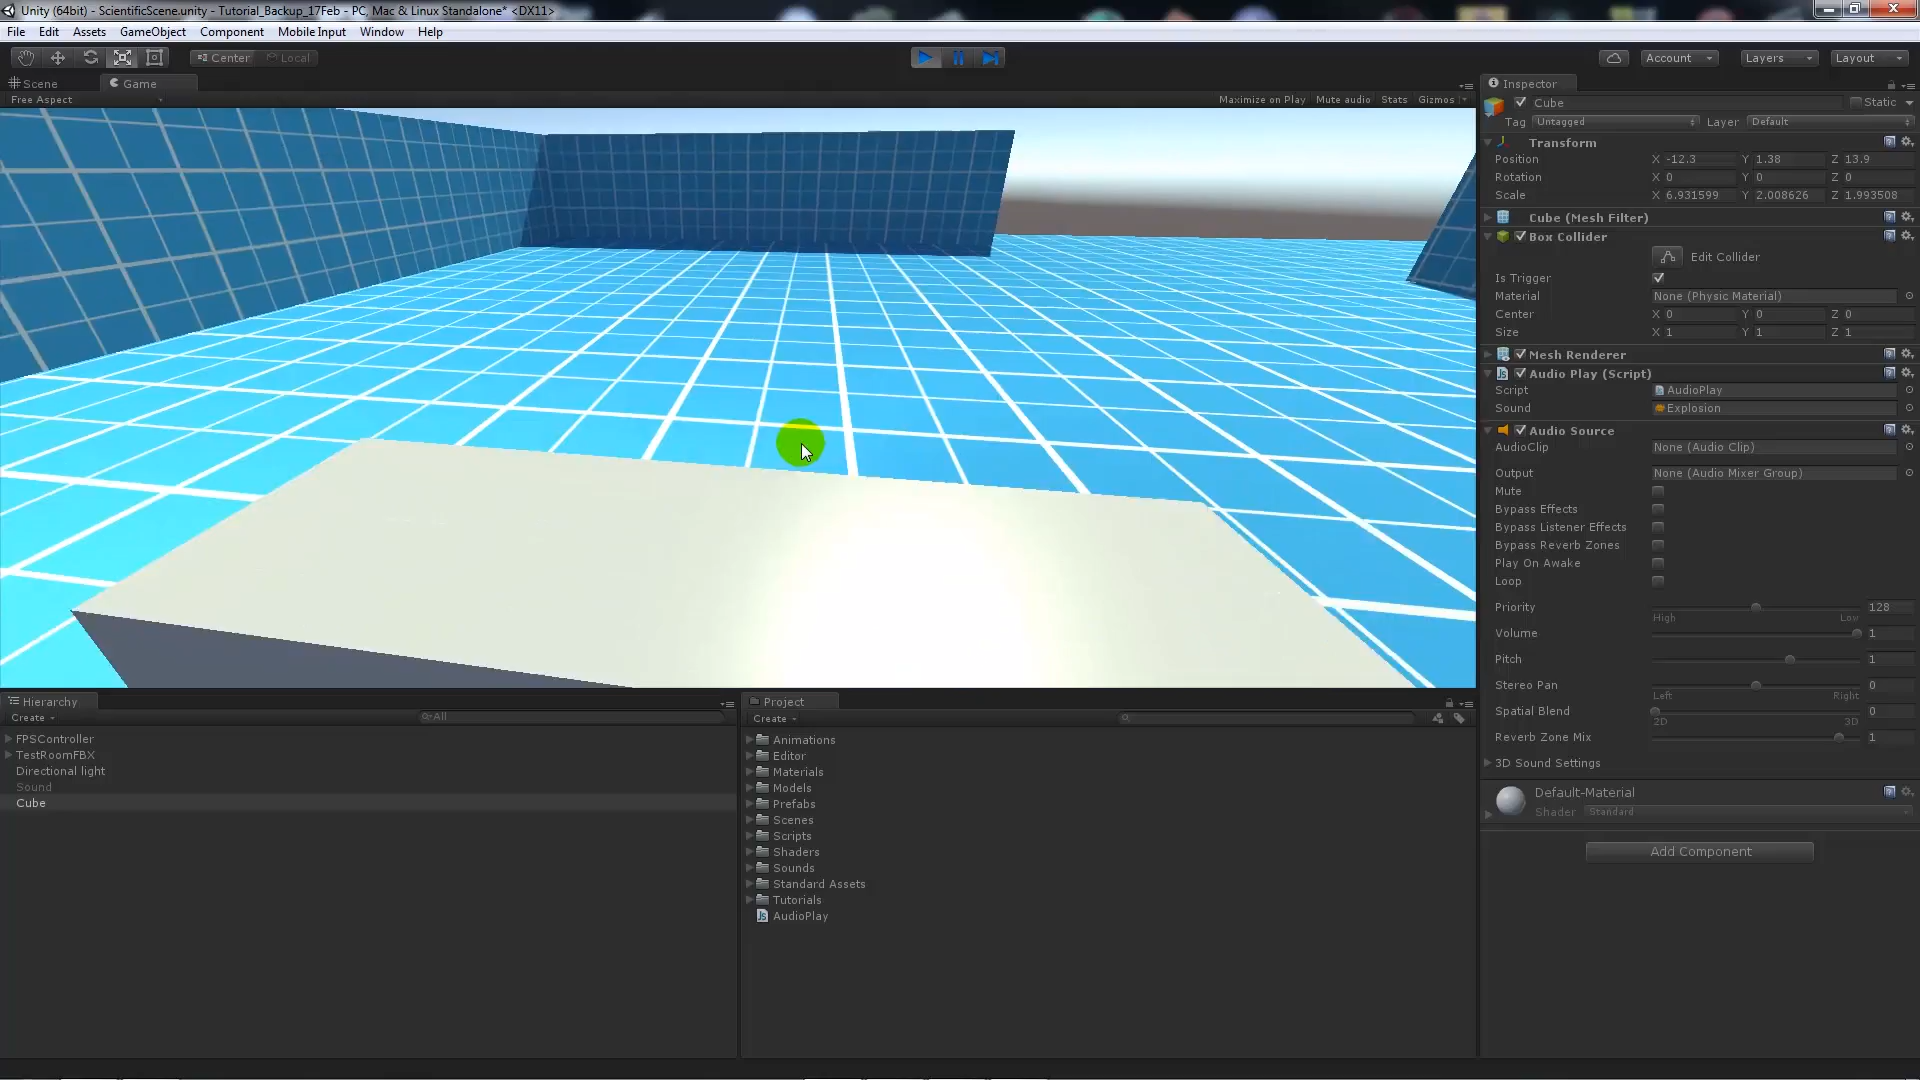 Unity (64bit) - ScientificScene.unity - Tutorial_Backup_17Feb - PC, Mac & Linux Standalone* <DX11>
File Edit Assets GameObject Component Mobile Input Window Help
Center Local Account Layers Layout
Scene Game
Free Aspect Maximize on Play Mute audio Stats Gizmos
Hierarchy
Create All
FPSController
TestRoomFBX
Directional light
Sound
Cube
Project
Create
Animations
Editor
Materials
Models
Prefabs
Scenes
Scripts
Shaders
Sounds
Standard Assets
Tutorials
AudioPlay
Inspector
Cube Static
Tag Untagged Layer Default
Transform
Position X -12.3 Y 1.38 Z 13.9
Rotation X 0 Y 0 Z 0
Scale X 6.931599 Y 2.008626 Z 1.993508
Cube (Mesh Filter)
Box Collider
Edit Collider
Is Trigger
Material None (Physic Material)
Center X 0 Y 0 Z 0
Size X 1 Y 1 Z 1
Mesh Renderer
Audio Play (Script)
Script AudioPlay
Sound Explosion
Audio Source
AudioClip None (Audio Clip)
Output None (Audio Mixer Group)
Mute
Bypass Effects
Bypass Listener Effects
Bypass Reverb Zones
Play On Awake
Loop
Priority 128
High Low
Volume 1
Pitch 1
Stereo Pan 0
Left Right
Spatial Blend 0
2D 3D
Reverb Zone Mix 1
3D Sound Settings
Default-Material
Shader Standard
Add Component